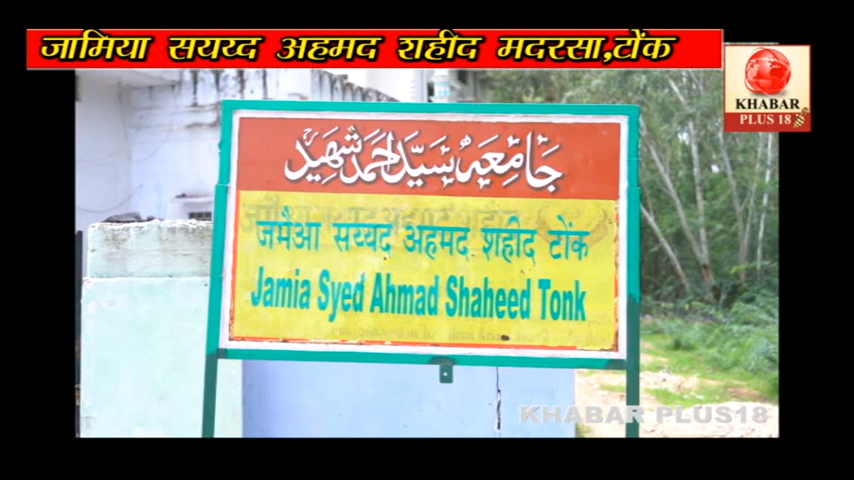 जामिया सयय्द अहमद शहीद मदरसा,टोंक
KHABAR
PLUS 18
جامعہ سید احمد شہید
जमैआ सय्यद अहमद शहीद टोंक
Jamia Syed Ahmad Shaheed Tonk
KHABAR PLUS18